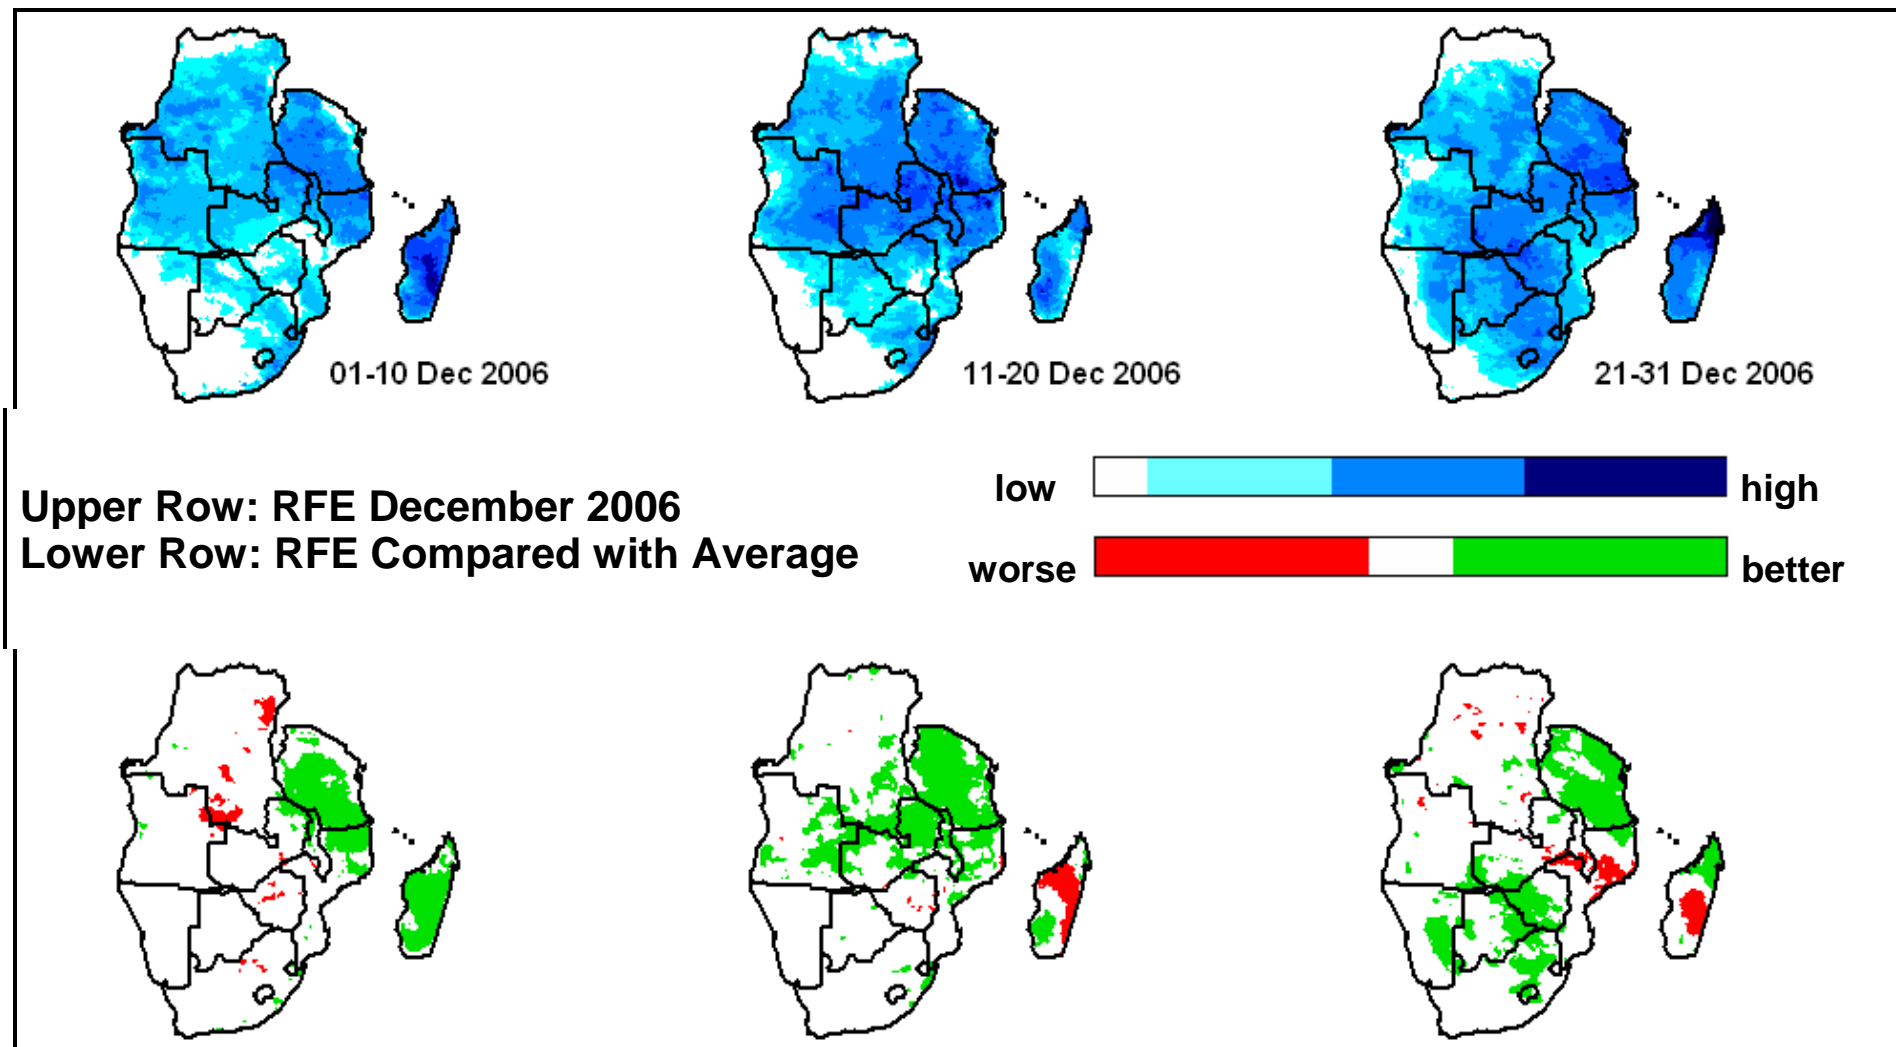 01-10 Dec 2006
11-20 Dec 2006
21-31 Dec 2006
Upper Row: RFE December 2006
Lower Row: RFE Compared with Average
low high
worse better